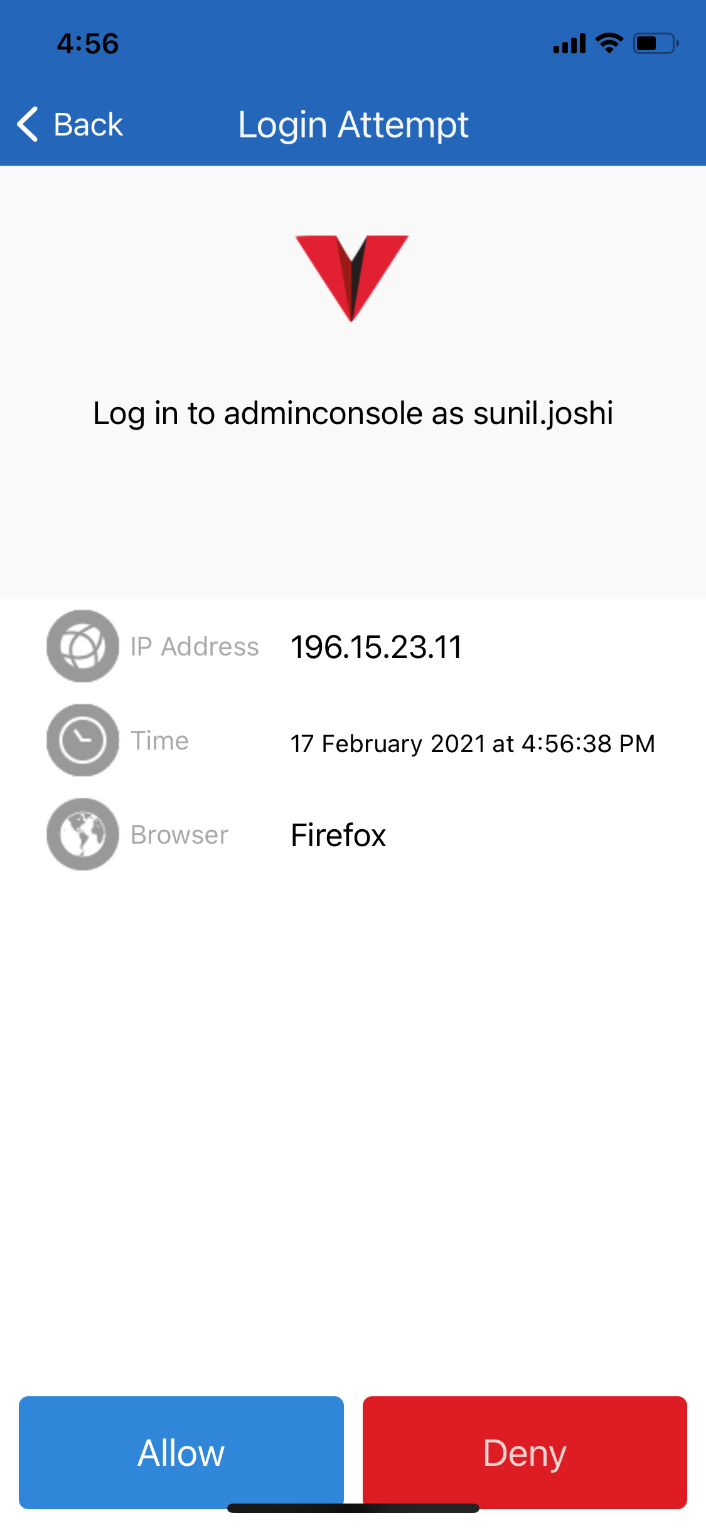 4:56
Back
Login Attempt
Log in to adminconsole as sunil.joshi
IP Address 196.15.23.11
Time 17 February 2021 at 4:56:38 PM
Browser Firefox
Allow Deny